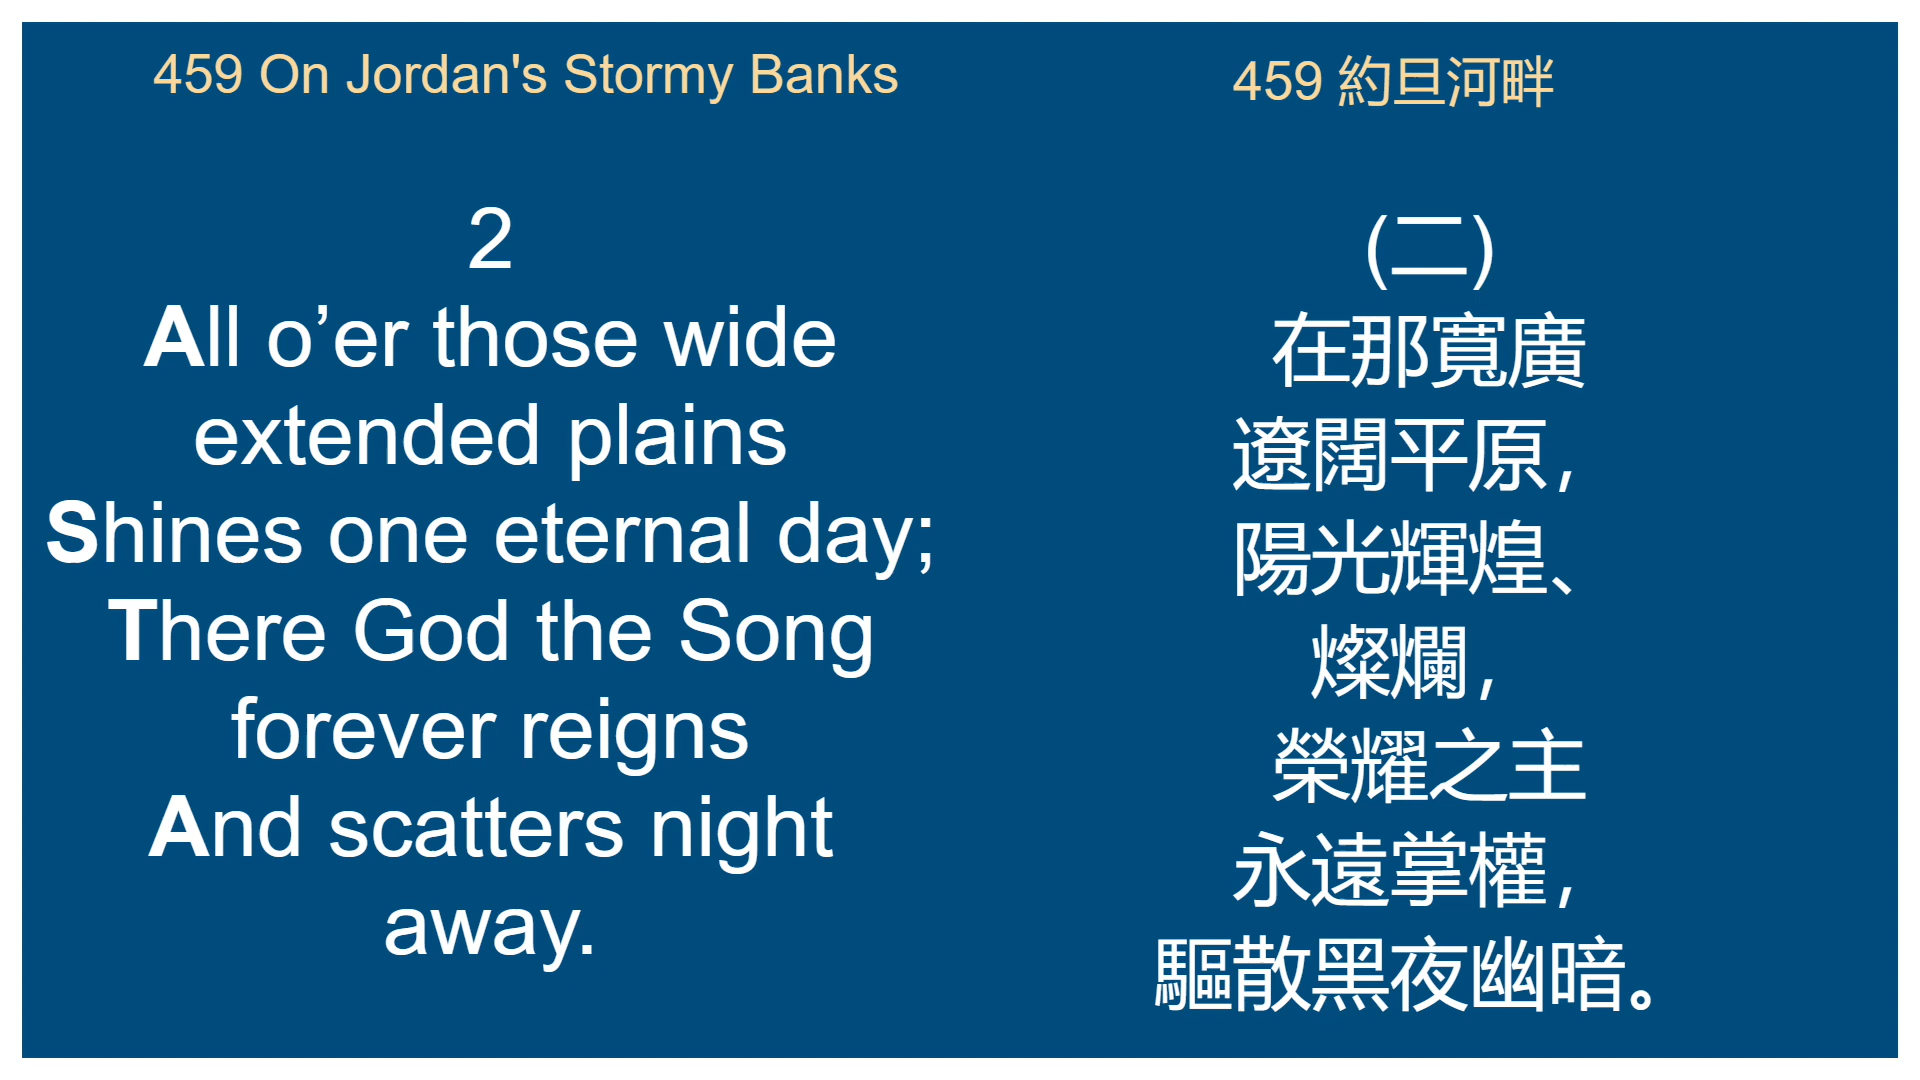 459 On Jordan's Stormy Banks
2
All o’er those wide
extended plains
Shines one eternal day;
There God the Song
forever reigns
And scatters night
away.
459 約旦河畔
(二)
在那寬廣
遼闊平原,
陽光輝煌、
燦爛,
榮耀之主
永遠掌權,
驅散黑夜幽暗。